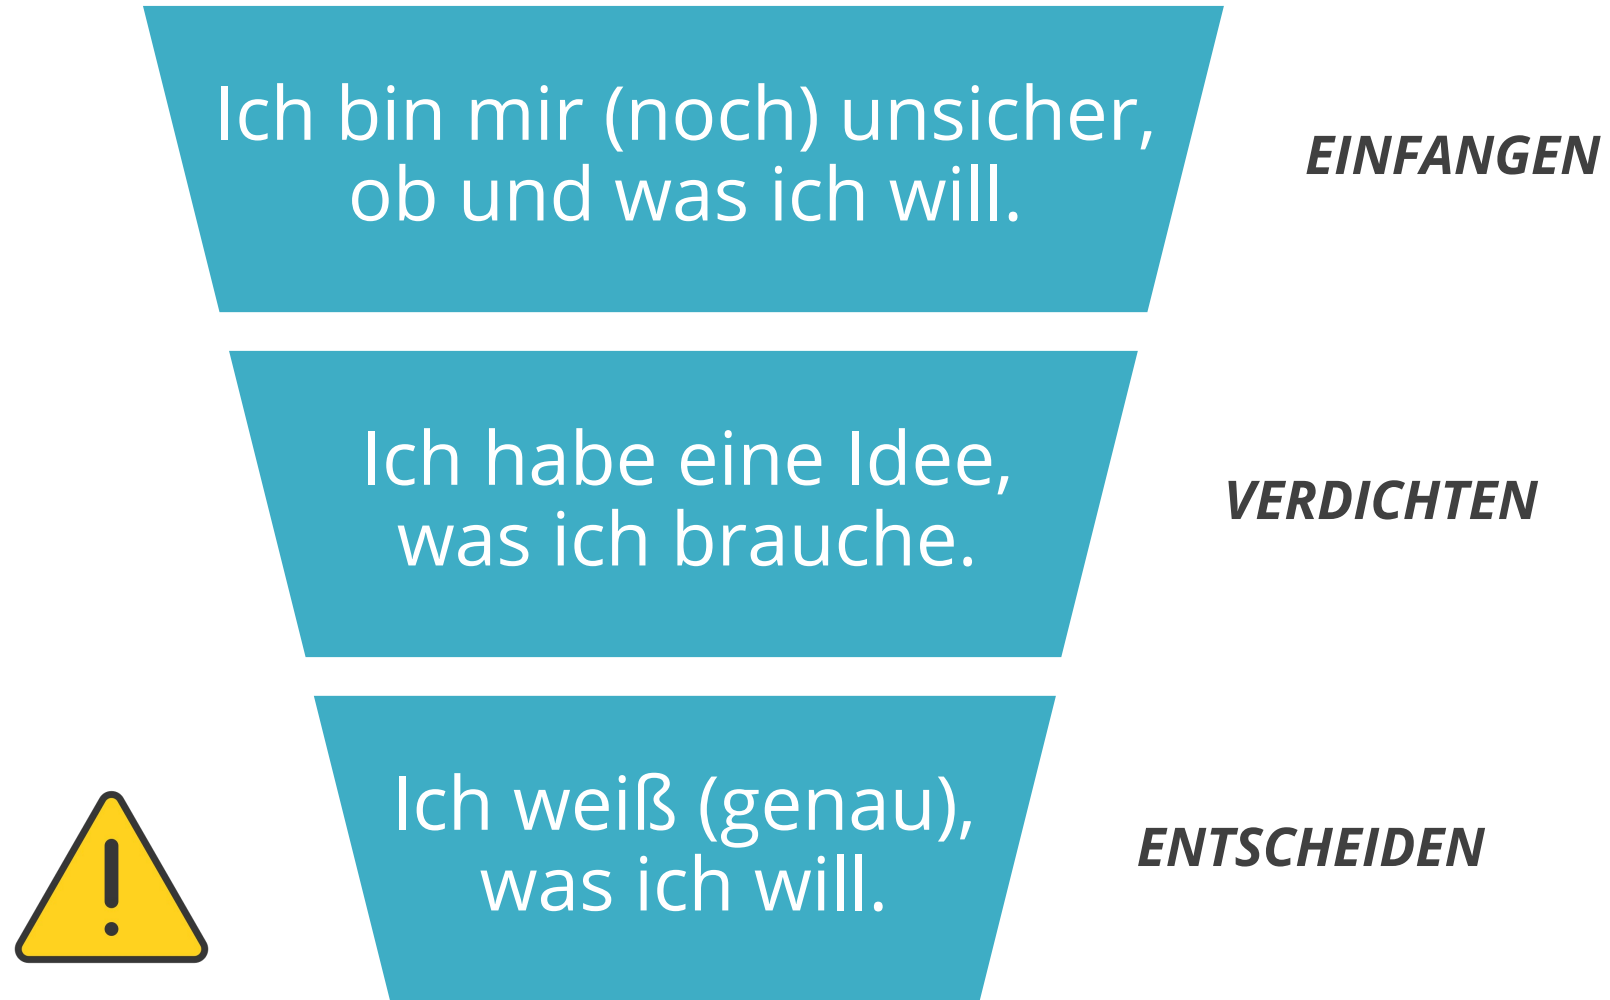 Ich bin mir (noch) unsicher,
ob und was ich will.
EINFANGEN
Ich habe eine Idee,
was ich brauche.
VERDICHTEN
Ich weiß (genau),
was ich will.
ENTSCHEIDEN